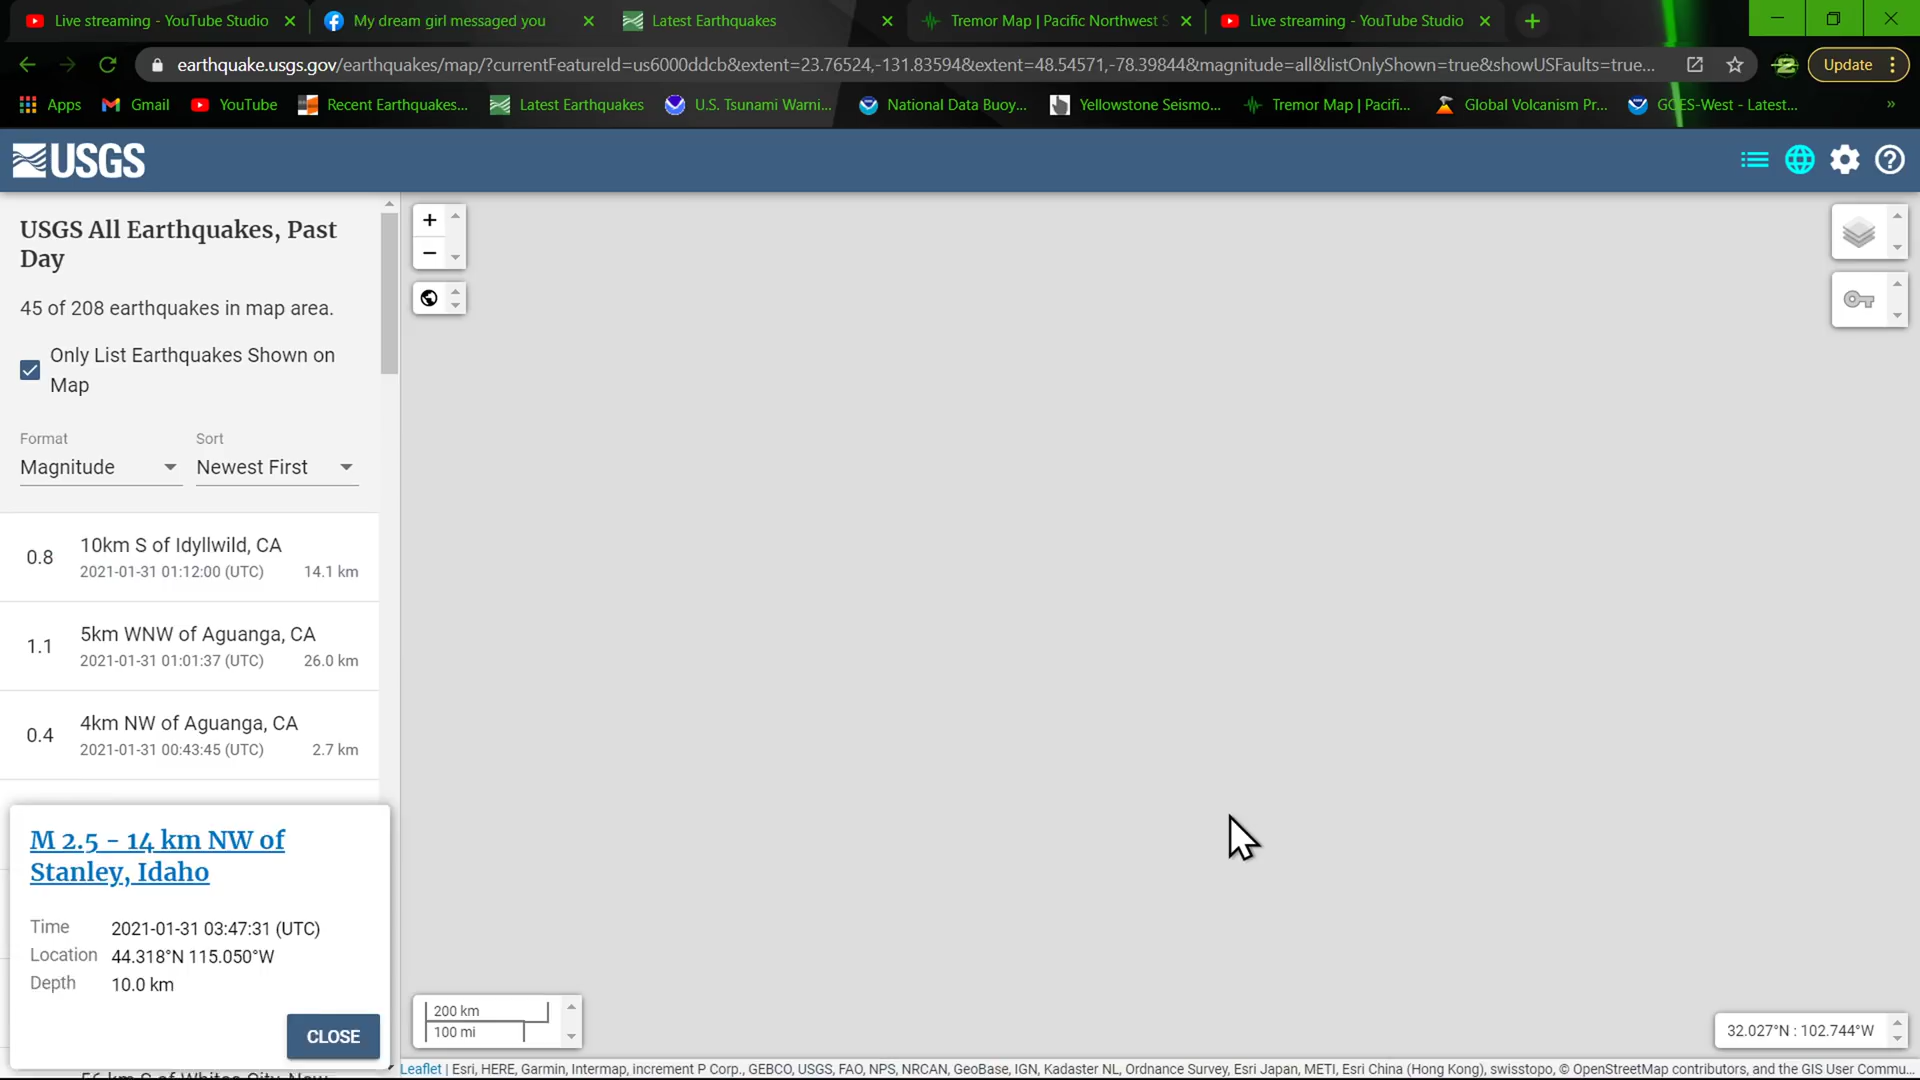 Live streaming - YouTube Studio
My dream girl messaged you
Latest Earthquakes
Tremor Map | Pacific Northwest S
Live streaming - YouTube Studio
earthquake.usgs.gov/earthquakes/map/?currentFeatureId=us6000ddcb&extent=23.76524,-131.83594&extent=48.54571,-78.39844&magnitude=all&listOnlyShown=true&showUSFaults=true...
Update
Apps
Gmail
YouTube
Recent Earthquakes...
Latest Earthquakes
U.S. Tsunami Warni...
National Data Buoy...
Yellowstone Seismo...
Tremor Map | Pacifi...
Global Volcanism Pr...
GOES-West - Latest...
»
USGS
USGS All Earthquakes, Past
Day
45 of 208 earthquakes in map area.
Only List Earthquakes Shown on
Map
Format
Sort
Magnitude
Newest First
0.8
10km S of Idyllwild, CA
2021-01-31 01:12:00 (UTC)
14.1 km
1.1
5km WNW of Aguanga, CA
2021-01-31 01:01:37 (UTC)
26.0 km
0.4
4km NW of Aguanga, CA
2021-01-31 00:43:45 (UTC)
2.7 km
M 2.5 - 14 km NW of
Stanley, Idaho
Time 2021-01-31 03:47:31 (UTC)
Location 44.318°N 115.050°W
Depth 10.0 km
CLOSE
56 km S of Whites City, New
+
−
200 km
100 mi
32.027°N : 102.744°W
Leaflet | Esri, HERE, Garmin, Intermap, increment P Corp., GEBCO, USGS, FAO, NPS, NRCAN, GeoBase, IGN, Kadaster NL, Ordnance Survey, Esri Japan, METI, Esri China (Hong Kong), swisstopo, © OpenStreetMap contributors, and the GIS User Commu...